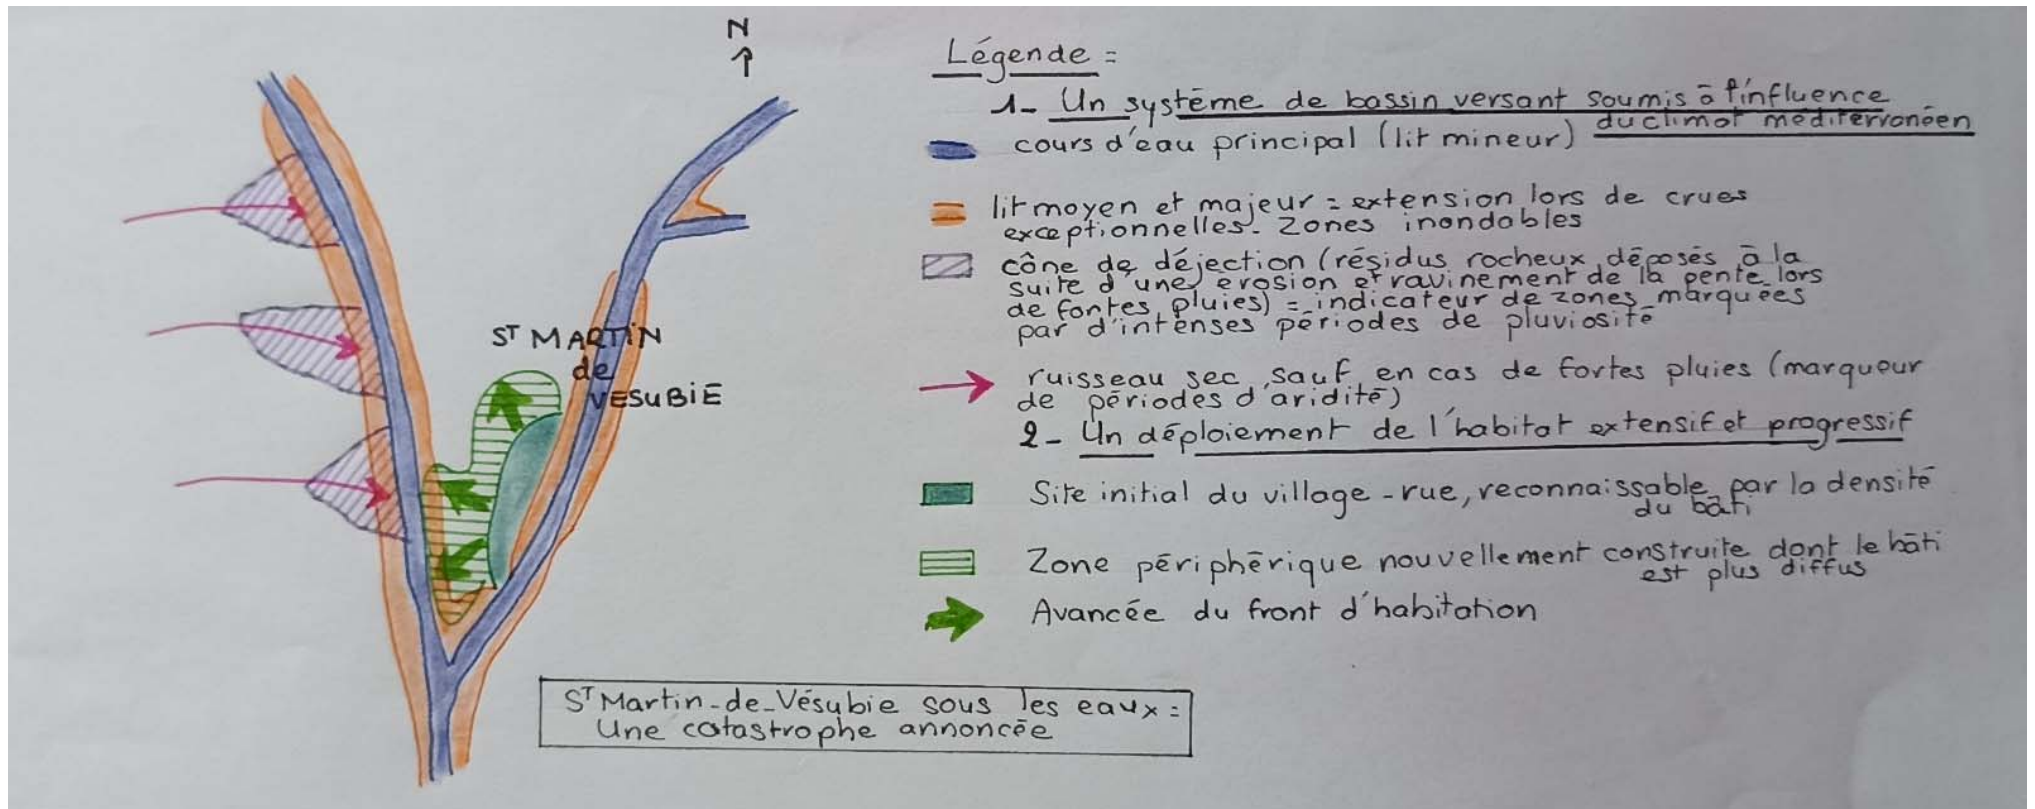 N
ST MARTIN
de
VESUBIE
Légende =
1- Un système de bassin versant soumis à l'influence
du climat méditerranéen
cours d'eau principal (lit mineur)
lit moyen et majeur = extension lors de crues
exceptionnelles. Zones inondables
cône de déjection (résidus rocheux déposés à la
suite d'une érosion et ravinement de la pente lors
de fortes pluies) = indicateur de zones marquées
par d'intenses périodes de pluviosité
ruisseau sec, sauf en cas de fortes pluies (marqueur
de périodes d'aridité)
2- Un déploiement de l'habitat extensif et progressif
Site initial du village-rue, reconnaissable par la densité
du bâti
Zone périphérique nouvellement construite dont le bâti
est plus diffus
Avancée du front d'habitation
ST Martin-de-Vésubie sous les eaux =
Une catastrophe annoncée